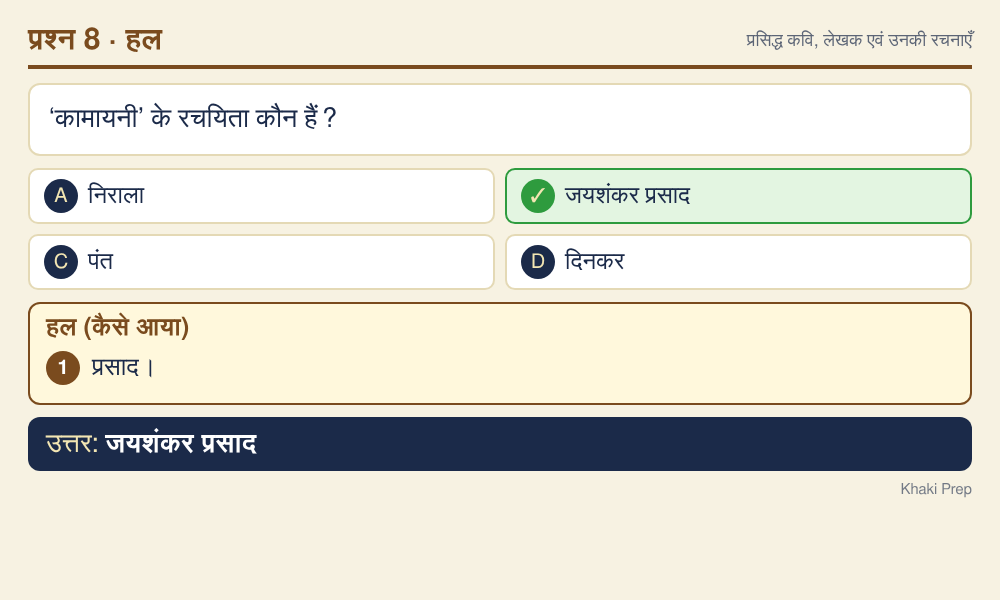 प्रश्न 8 · हल
प्रसिद्ध कवि, लेखक एवं उनकी रचनाएँ
‘कामायनी’ के रचयिता कौन हैं ?
A निराला
✓ जयशंकर प्रसाद
C पंत
D दिनकर
हल (कैसे आया)
1 प्रसाद।
उत्तर: जयशंकर प्रसाद
Khaki Prep